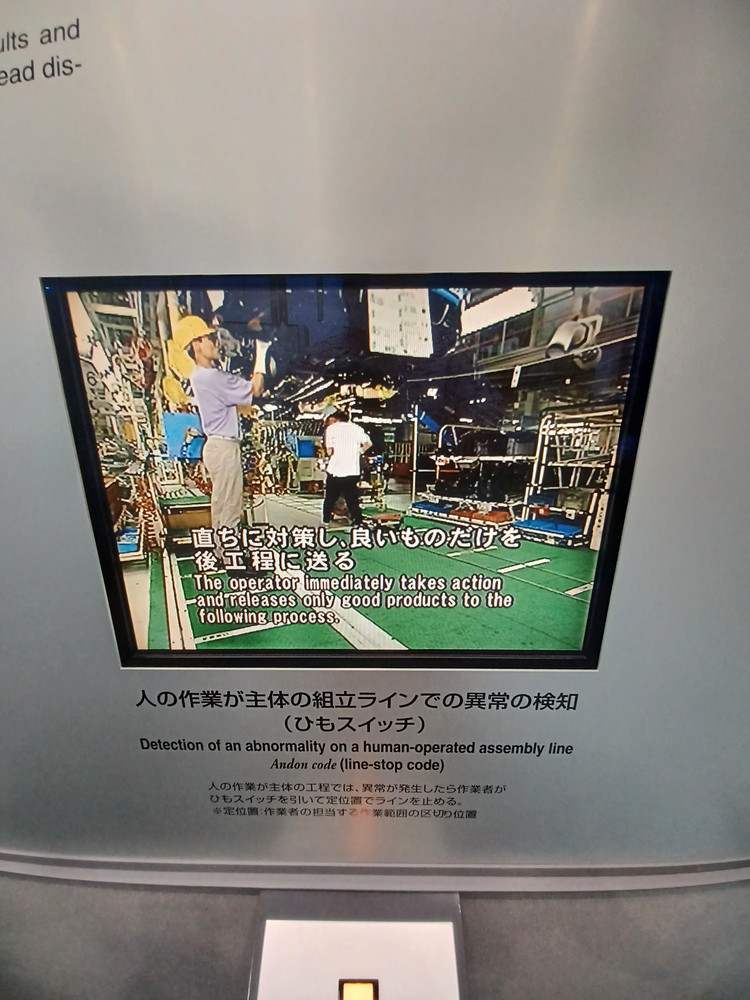 ults and
ead dis-
直ちに対策し、良いものだけを
後工程に送る
The operator immediately takes action
and releases only good products to the
following process.
人の作業が主体の組立ラインでの異常の検知
（ひもスイッチ）
Detection of an abnormality on a human-operated assembly line
Andon code (line-stop code)
人の作業が主体の工程では、異常が発生したら作業者が
ひもスイッチを引いて定位置でラインを止める。
※定位置：作業者の担当する作業範囲の区切り位置